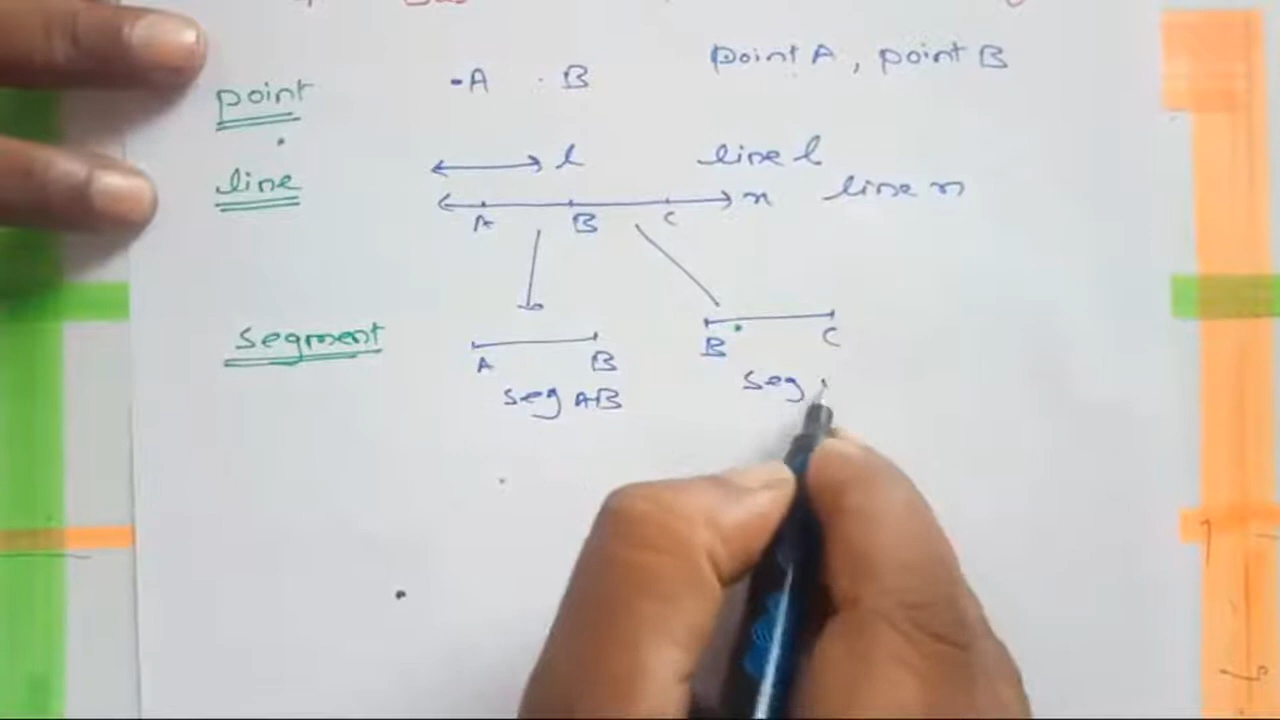 point A, point B
point
A B
line
l line l
n line n
A B C
segment
A B
seg AB
B C
seg